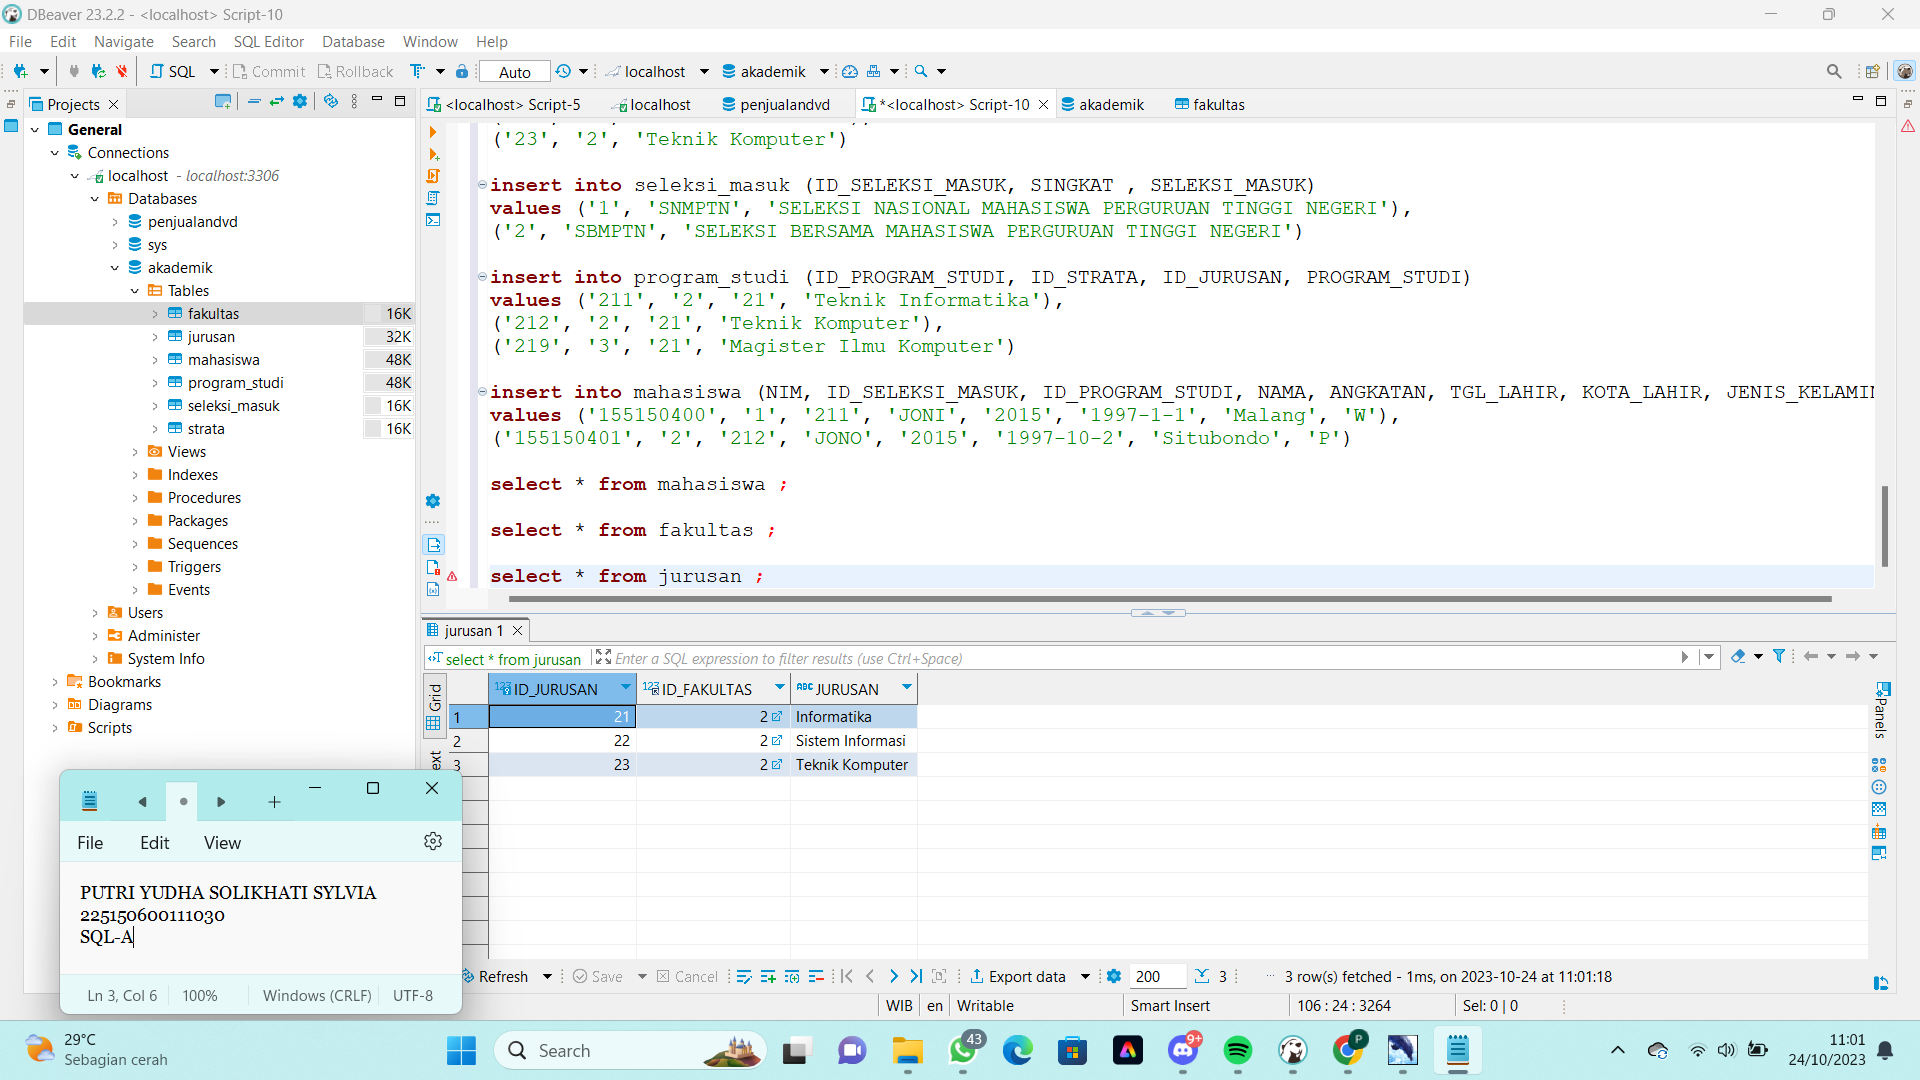 DBeaver 23.2.2 - <localhost> Script-10
File Edit Navigate Search SQL Editor Database Window Help
SQL Commit Rollback Auto localhost akademik
Projects
<localhost> Script-5 localhost penjualandvd *<localhost> Script-10 akademik fakultas
General
Connections
localhost - localhost:3306
Databases
penjualandvd
sys
akademik
Tables
fakultas 16K
jurusan 32K
mahasiswa 48K
program_studi 48K
seleksi_masuk 16K
strata 16K
Views
Indexes
Procedures
Packages
Sequences
Triggers
Events
Users
Administer
System Info
Bookmarks
Diagrams
Scripts
('23', '2', 'Teknik Komputer')
insert into seleksi_masuk (ID_SELEKSI_MASUK, SINGKAT , SELEKSI_MASUK)
values ('1', 'SNMPTN', 'SELEKSI NASIONAL MAHASISWA PERGURUAN TINGGI NEGERI'),
('2', 'SBMPTN', 'SELEKSI BERSAMA MAHASISWA PERGURUAN TINGGI NEGERI')
insert into program_studi (ID_PROGRAM_STUDI, ID_STRATA, ID_JURUSAN, PROGRAM_STUDI)
values ('211', '2', '21', 'Teknik Informatika'),
('212', '2', '21', 'Teknik Komputer'),
('219', '3', '21', 'Magister Ilmu Komputer')
insert into mahasiswa (NIM, ID_SELEKSI_MASUK, ID_PROGRAM_STUDI, NAMA, ANGKATAN, TGL_LAHIR, KOTA_LAHIR, JENIS_KELAMIN
values ('155150400', '1', '211', 'JONI', '2015', '1997-1-1', 'Malang', 'W'),
('155150401', '2', '212', 'JONO', '2015', '1997-10-2', 'Situbondo', 'P')
select * from mahasiswa ;
select * from fakultas ;
select * from jurusan ;
jurusan 1
select * from jurusan Enter a SQL expression to filter results (use Ctrl+Space)
Grid
Panels
ID_JURUSAN ID_FAKULTAS JURUSAN
1 21 2 Informatika
2 22 2 Sistem Informasi
3 23 2 Teknik Komputer
Refresh Save Cancel Export data 200 3 3 row(s) fetched - 1ms, on 2023-10-24 at 11:01:18
WIB en Writable Smart Insert 106 : 24 : 3264 Sel: 0 | 0
File Edit View
PUTRI YUDHA SOLIKHATI SYLVIA
225150600111030
SQL-A
Ln 3, Col 6 100% Windows (CRLF) UTF-8
29°C
Sebagian cerah
Search
43
9+
P
11:01
24/10/2023